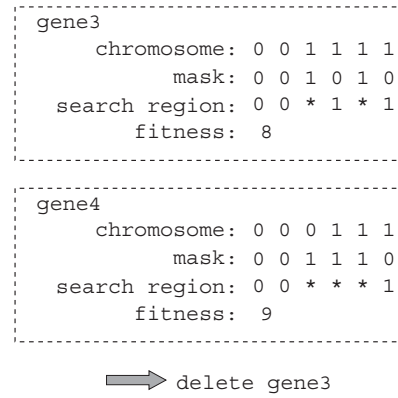 gene3
chromosome: 0 0 1 1 1 1
mask: 0 0 1 0 1 0
search region: 0 0 * 1 * 1
fitness: 8
gene4
chromosome: 0 0 0 1 1 1
mask: 0 0 1 1 1 0
search region: 0 0 * * * 1
fitness: 9
delete gene3